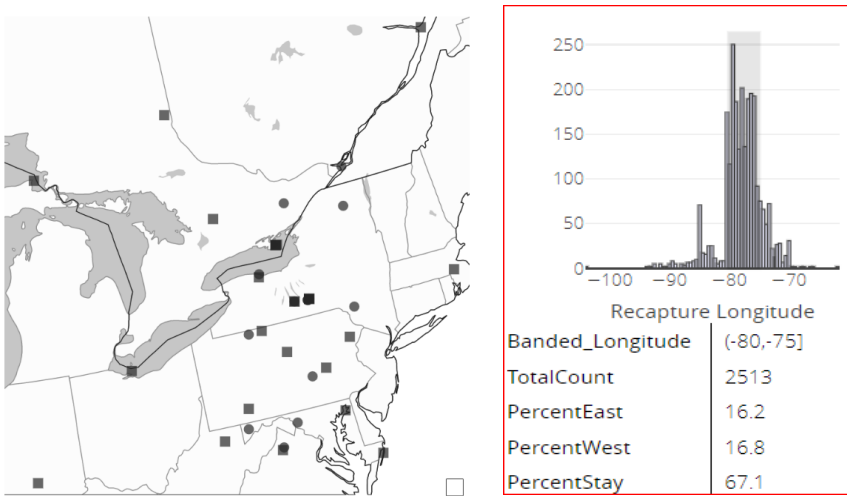 250
200
150
100
50
0
−100 −90 −80 −70
Recapture Longitude
Banded_Longitude (-80,-75]
TotalCount 2513
PercentEast 16.2
PercentWest 16.8
PercentStay 67.1